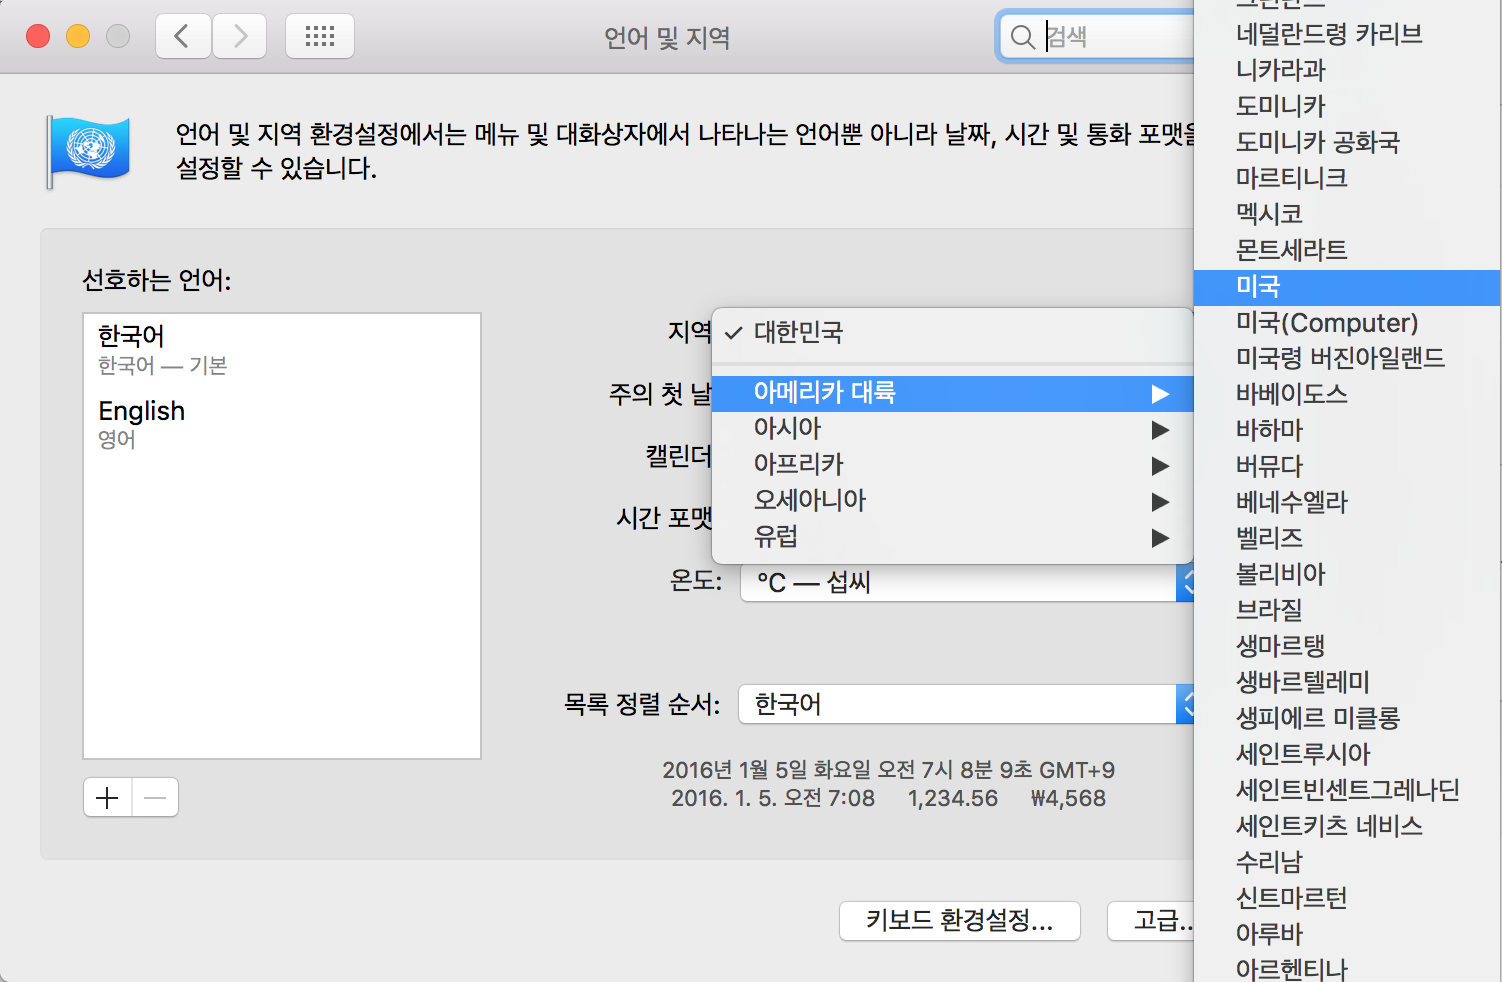 언어 및 지역
검색
언어 및 지역 환경설정에서는 메뉴 및 대화상자에서 나타나는 언어뿐 아니라 날짜, 시간 및 통화 포맷을
설정할 수 있습니다.
선호하는 언어:
한국어
한국어 — 기본
English
영어
지역
주의 첫 날
캘린더
시간 포맷
온도:
°C — 섭씨
목록 정렬 순서:
한국어
2016년 1월 5일 화요일 오전 7시 8분 9초 GMT+9
2016. 1. 5. 오전 7:08 1,234.56 ₩4,568
키보드 환경설정...
고급..
✓ 대한민국
아메리카 대륙
아시아
아프리카
오세아니아
유럽
네덜란드령 카리브
니카라과
도미니카
도미니카 공화국
마르티니크
멕시코
몬트세라트
미국
미국(Computer)
미국령 버진아일랜드
바베이도스
바하마
버뮤다
베네수엘라
벨리즈
볼리비아
브라질
생마르탱
생바르텔레미
생피에르 미클롱
세인트루시아
세인트빈센트그레나딘
세인트키츠 네비스
수리남
신트마르턴
아루바
아르헨티나